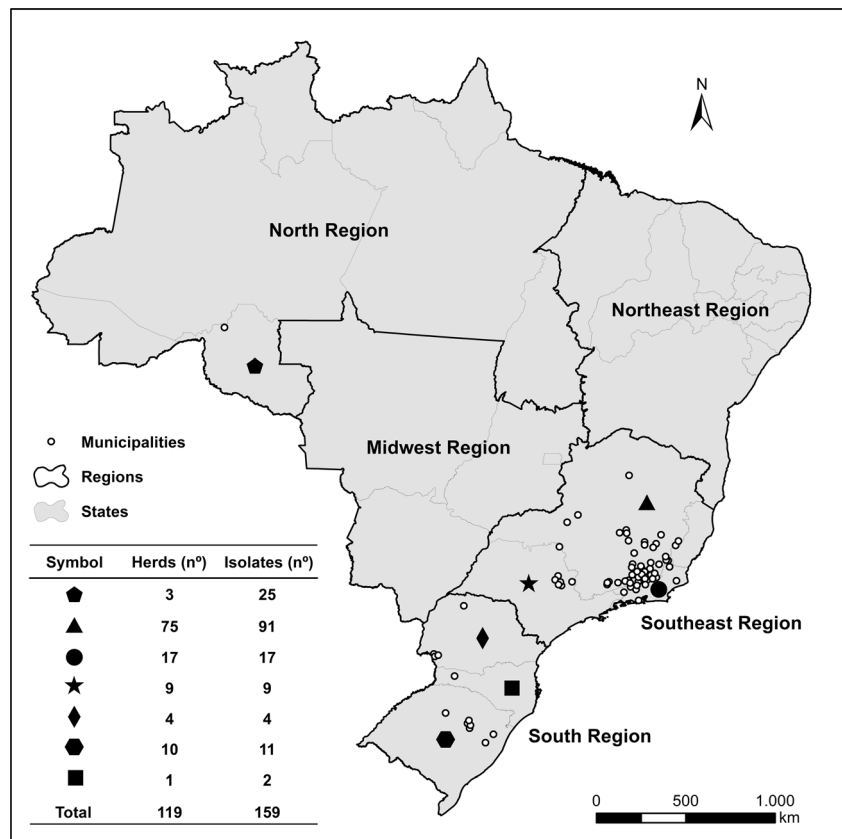 N
North Region
Northeast Region
Midwest Region
Municipalities
Regions
States
Symbol Herds (nº) Isolates (nº)
3 25
75 91
17 17
9 9
4 4
10 11
1 2
Total 119 159
Southeast Region
South Region
0 500 1.000
km